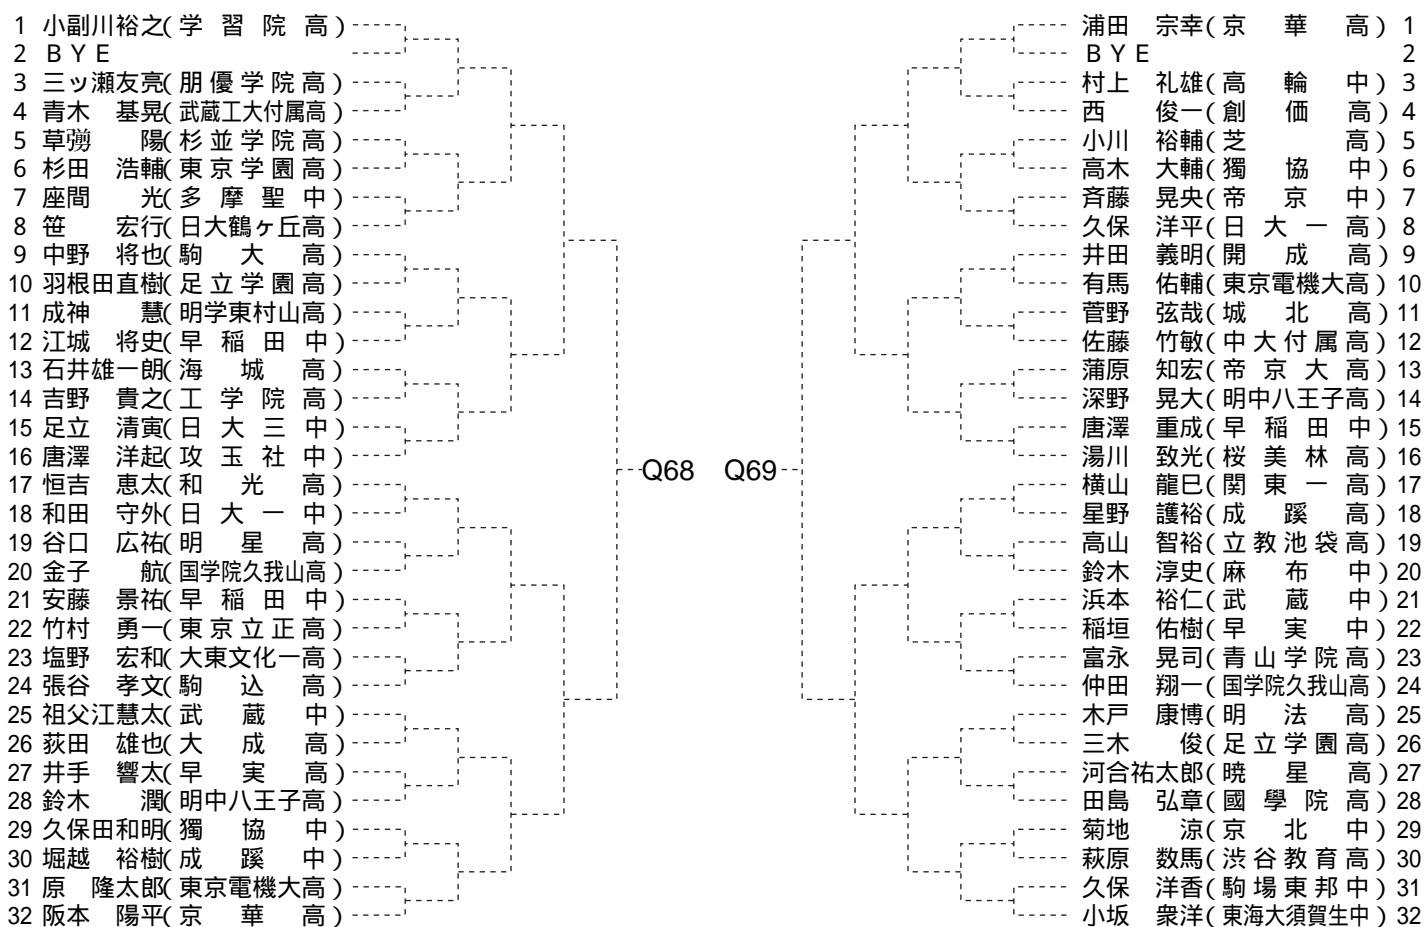 1 小副川裕之(学習院高)
2 BYE
3 三ッ瀬友亮(朋優学院高)
4 青木 基晃(武蔵工大付属高)
5 草彅 陽(杉並学院高)
6 杉田 浩輔(東京学園高)
7 座間 光(多摩聖中)
8 笹 宏行(日大鶴ヶ丘高)
9 中野 将也(駒大高)
10 羽根田直樹(足立学園高)
11 成神 慧(明学東村山高)
12 江城 将史(早稲田中)
13 石井雄一朗(海城高)
14 吉野 貴之(工学院高)
15 足立 清寅(日大三中)
16 唐澤 洋起(攻玉社中)
17 恒吉 恵太(和光高)
18 和田 守外(日大一中)
19 谷口 広祐(明星高)
20 金子 航(国学院久我山高)
21 安藤 景祐(早稲田中)
22 竹村 勇一(東京立正高)
23 塩野 宏和(大東文化一高)
24 張谷 孝文(駒込高)
25 祖父江慧太(武蔵中)
26 荻田 雄也(大成高)
27 井手 響太(早実高)
28 鈴木 潤(明中八王子高)
29 久保田和明(獨協中)
30 堀越 裕樹(成蹊中)
31 原 隆太郎(東京電機大高)
32 阪本 陽平(京華高)
Q68 Q69
浦田 宗幸(京華高) 1
BYE 2
村上 礼雄(高輪中) 3
西 俊一(創価高) 4
小川 裕輔(芝高) 5
高木 大輔(獨協中) 6
斉藤 晃央(帝京中) 7
久保 洋平(日大一高) 8
井田 義明(開成高) 9
有馬 佑輔(東京電機大高) 10
菅野 弦哉(城北高) 11
佐藤 竹敏(中大付属高) 12
蒲原 知宏(帝京大高) 13
深野 晃大(明中八王子高) 14
唐澤 重成(早稲田中) 15
湯川 致光(桜美林高) 16
横山 龍巳(関東一高) 17
星野 護裕(成蹊高) 18
高山 智裕(立教池袋高) 19
鈴木 淳史(麻布中) 20
浜本 裕仁(武蔵中) 21
稲垣 佑樹(早実中) 22
富永 晃司(青山学院高) 23
仲田 翔一(国学院久我山高) 24
木戸 康博(明法高) 25
三木 俊(足立学園高) 26
河合祐太郎(暁星高) 27
田島 弘章(國學院高) 28
菊地 涼(京北中) 29
萩原 数馬(渋谷教育高) 30
久保 洋香(駒場東邦中) 31
小坂 衆洋(東海大須賀生中) 32